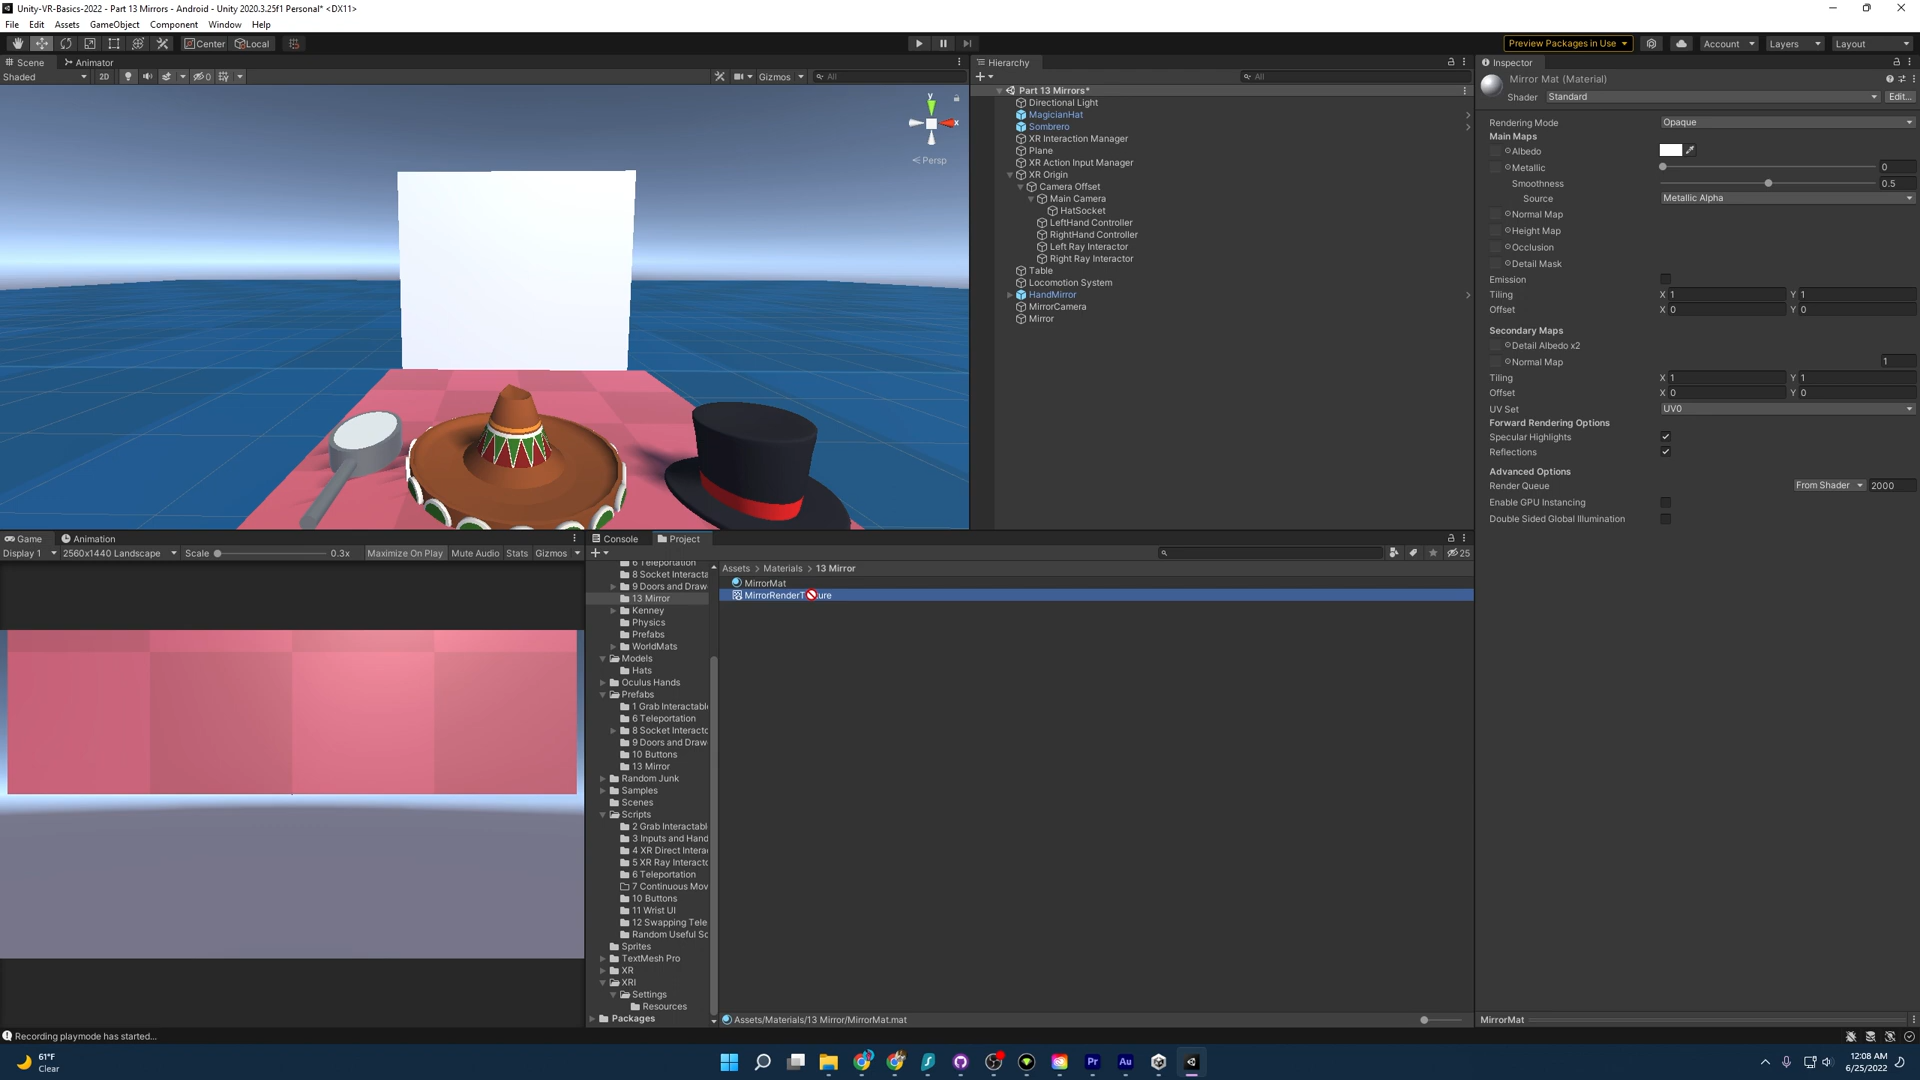 Unity-VR-Basics-2022 - Part 13 Mirrors - Android - Unity 2020.3.25f1 Personal* <DX11>
File Edit Assets GameObject Component Window Help
Center Local
Preview Packages in Use Account Layers Layout
Scene Animator
Shaded 2D 0 Gizmos All
y
x
Persp
Hierarchy
All
Part 13 Mirrors*
Directional Light
MagicianHat
Sombrero
XR Interaction Manager
Plane
XR Action Input Manager
XR Origin
Camera Offset
Main Camera
HatSocket
LeftHand Controller
RightHand Controller
Left Ray Interactor
Right Ray Interactor
Table
Locomotion System
HandMirror
MirrorCamera
Mirror
Inspector
Mirror Mat (Material)
Shader Standard Edit...
Rendering Mode Opaque
Main Maps
Albedo
Metallic 0
Smoothness 0.5
Source Metallic Alpha
Normal Map
Height Map
Occlusion
Detail Mask
Emission
Tiling X 1 Y 1
Offset X 0 Y 0
Secondary Maps
Detail Albedo x2
Normal Map 1
Tiling X 1 Y 1
Offset X 0 Y 0
UV Set UV0
Forward Rendering Options
Specular Highlights
Reflections
Advanced Options
Render Queue From Shader 2000
Enable GPU Instancing
Double Sided Global Illumination
MirrorMat
Game Animation
Display 1 2560x1440 Landscape Scale 0.3x Maximize On Play Mute Audio Stats Gizmos
Console Project
25
6 Teleportation
8 Socket Interacta
9 Doors and Draw
13 Mirror
Kenney
Physics
Prefabs
WorldMats
Models
Hats
Oculus Hands
Prefabs
1 Grab Interactabl
6 Teleportation
8 Socket Interacto
9 Doors and Draw
10 Buttons
13 Mirror
Random Junk
Samples
Scenes
Scripts
2 Grab Interactabl
3 Inputs and Hand
4 XR Direct Intera
5 XR Ray Interacto
6 Teleportation
7 Continuous Mov
10 Buttons
11 Wrist UI
12 Swapping Tele
Random Useful Sc
Sprites
TextMesh Pro
XR
XRI
Settings
Resources
Packages
Assets > Materials > 13 Mirror
MirrorMat
MirrorRenderT ure
Assets/Materials/13 Mirror/MirrorMat.mat
Recording playmode has started...
61°F
Clear
Pr Au
12:08 AM
6/25/2022